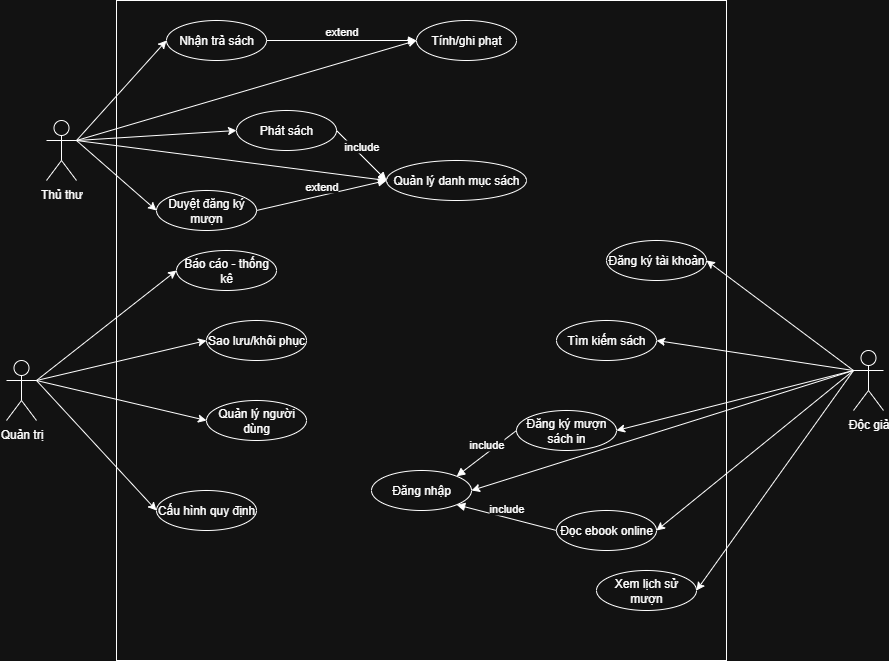 Nhận trả sách
extend
Tính/ghi phạt
Phát sách
include
Thủ thư
Quản lý danh mục sách
extend
Duyệt đăng ký
mượn
Báo cáo - thống
kê
Đăng ký tài khoản
Sao lưu/khôi phục
Tìm kiếm sách
Quản trị
Quản lý người
dùng
Độc giả
Đăng ký mượn
sách in
include
Đăng nhập
include
Cấu hình quy định
Đọc ebook online
Xem lịch sử
mượn